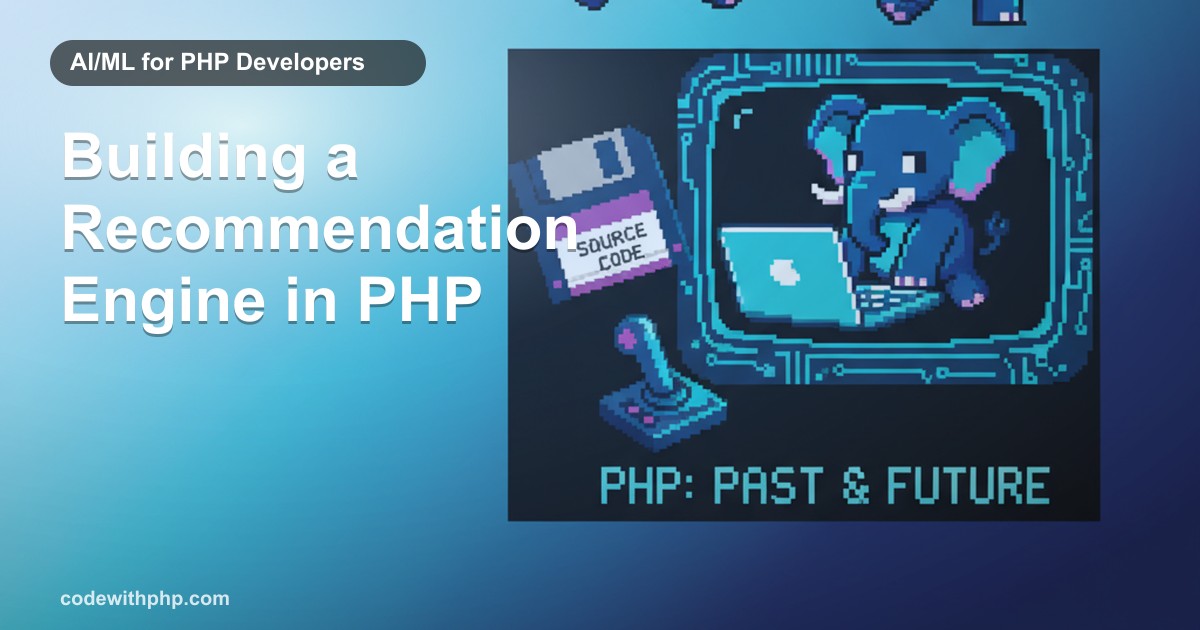 AI/ML for PHP Developers
Building a
Recommendation
Engine in PHP
SOURCE
CODE
PHP: PAST & FUTURE
codewithphp.com